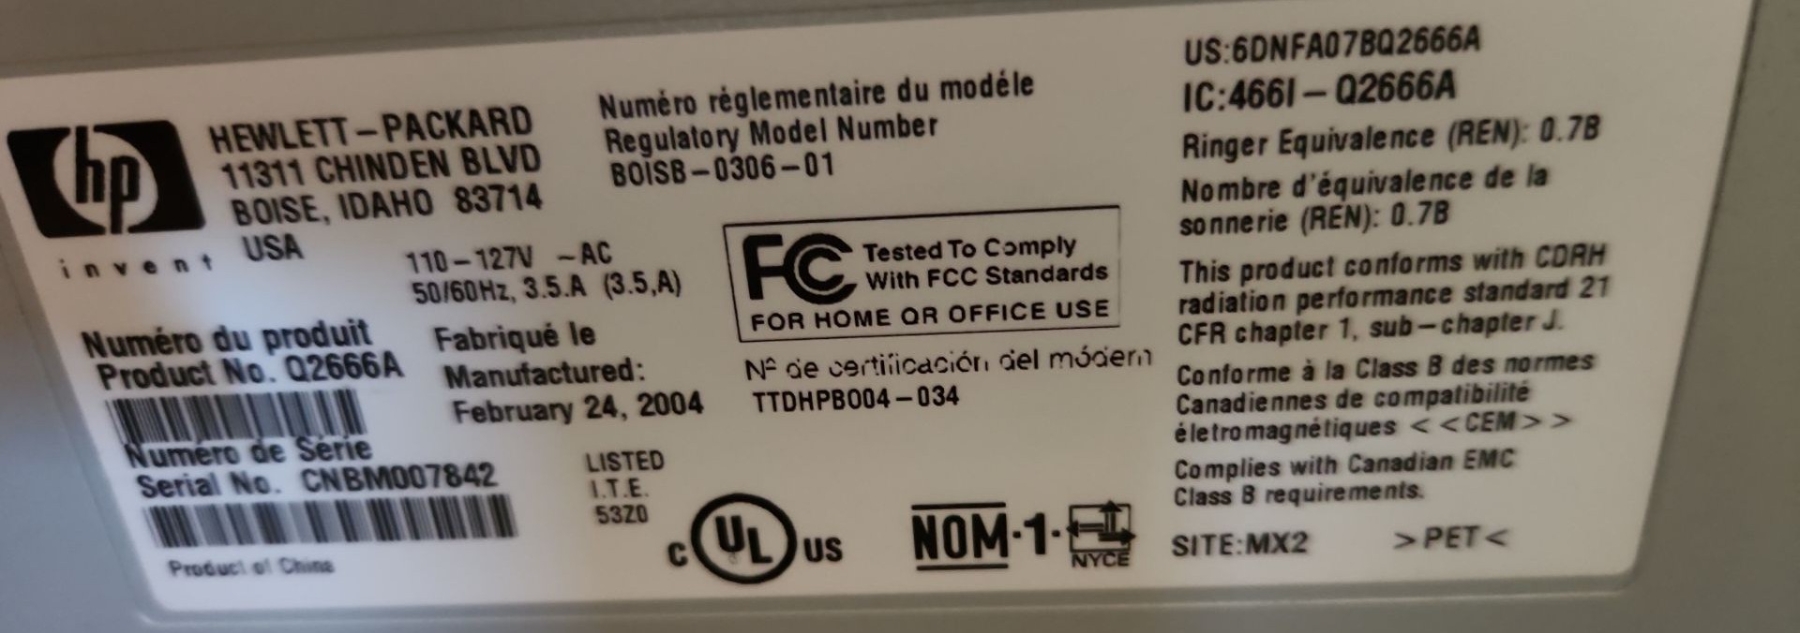 hp
invent
HEWLETT-PACKARD
11311 CHINDEN BLVD
BOISE, IDAHO 83714
USA
110-127V ~AC
50/60Hz, 3.5.A (3.5,A)
Numéro du produit
Product No. Q2666A
Numéro de Série
Serial No. CNBM007842
Product of China
Fabriqué le
Manufactured:
February 24, 2004
LISTED
I.T.E.
53Z0
Numéro réglementaire du modéle
Regulatory Model Number
BOISB-0306-01
FC Tested To Comply
With FCC Standards
FOR HOME OR OFFICE USE
Nº de certificación del módem
TTDHPB004-034
C UL US
NOM-1-
NYCE
US:6DNFA07BQ2666A
IC:466I-Q2666A
Ringer Equivalence (REN): 0.7B
Nombre d'équivalence de la
sonnerie (REN): 0.7B
This product conforms with CDRH
radiation performance standard 21
CFR chapter 1, sub-chapter J.
Conforme à la Class B des normes
Canadiennes de compatibilité
életromagnétiques <<CEM>>
Complies with Canadian EMC
Class B requirements.
SITE:MX2 >PET<